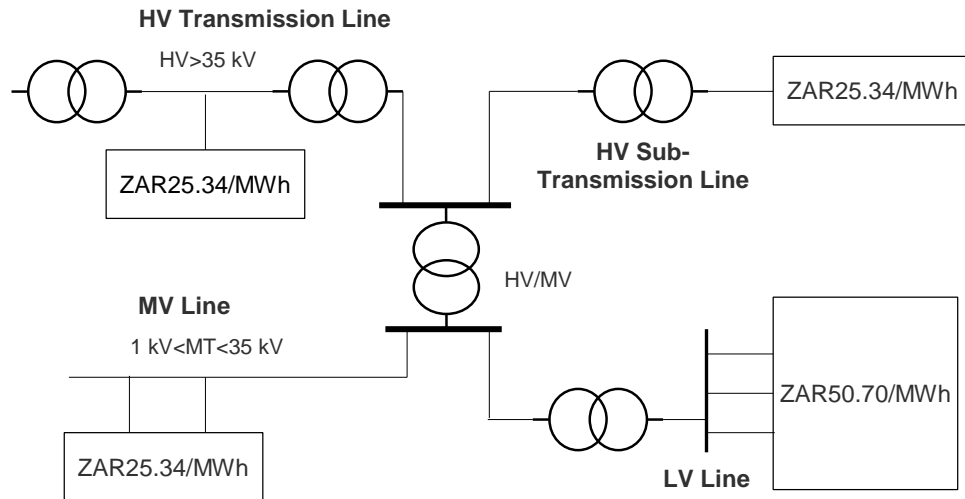 HV Transmission Line
HV>35 kV
ZAR25.34/MWh
ZAR25.34/MWh
HV Sub-
Transmission Line
HV/MV
MV Line
1 kV<MT<35 kV
ZAR25.34/MWh
ZAR50.70/MWh
LV Line